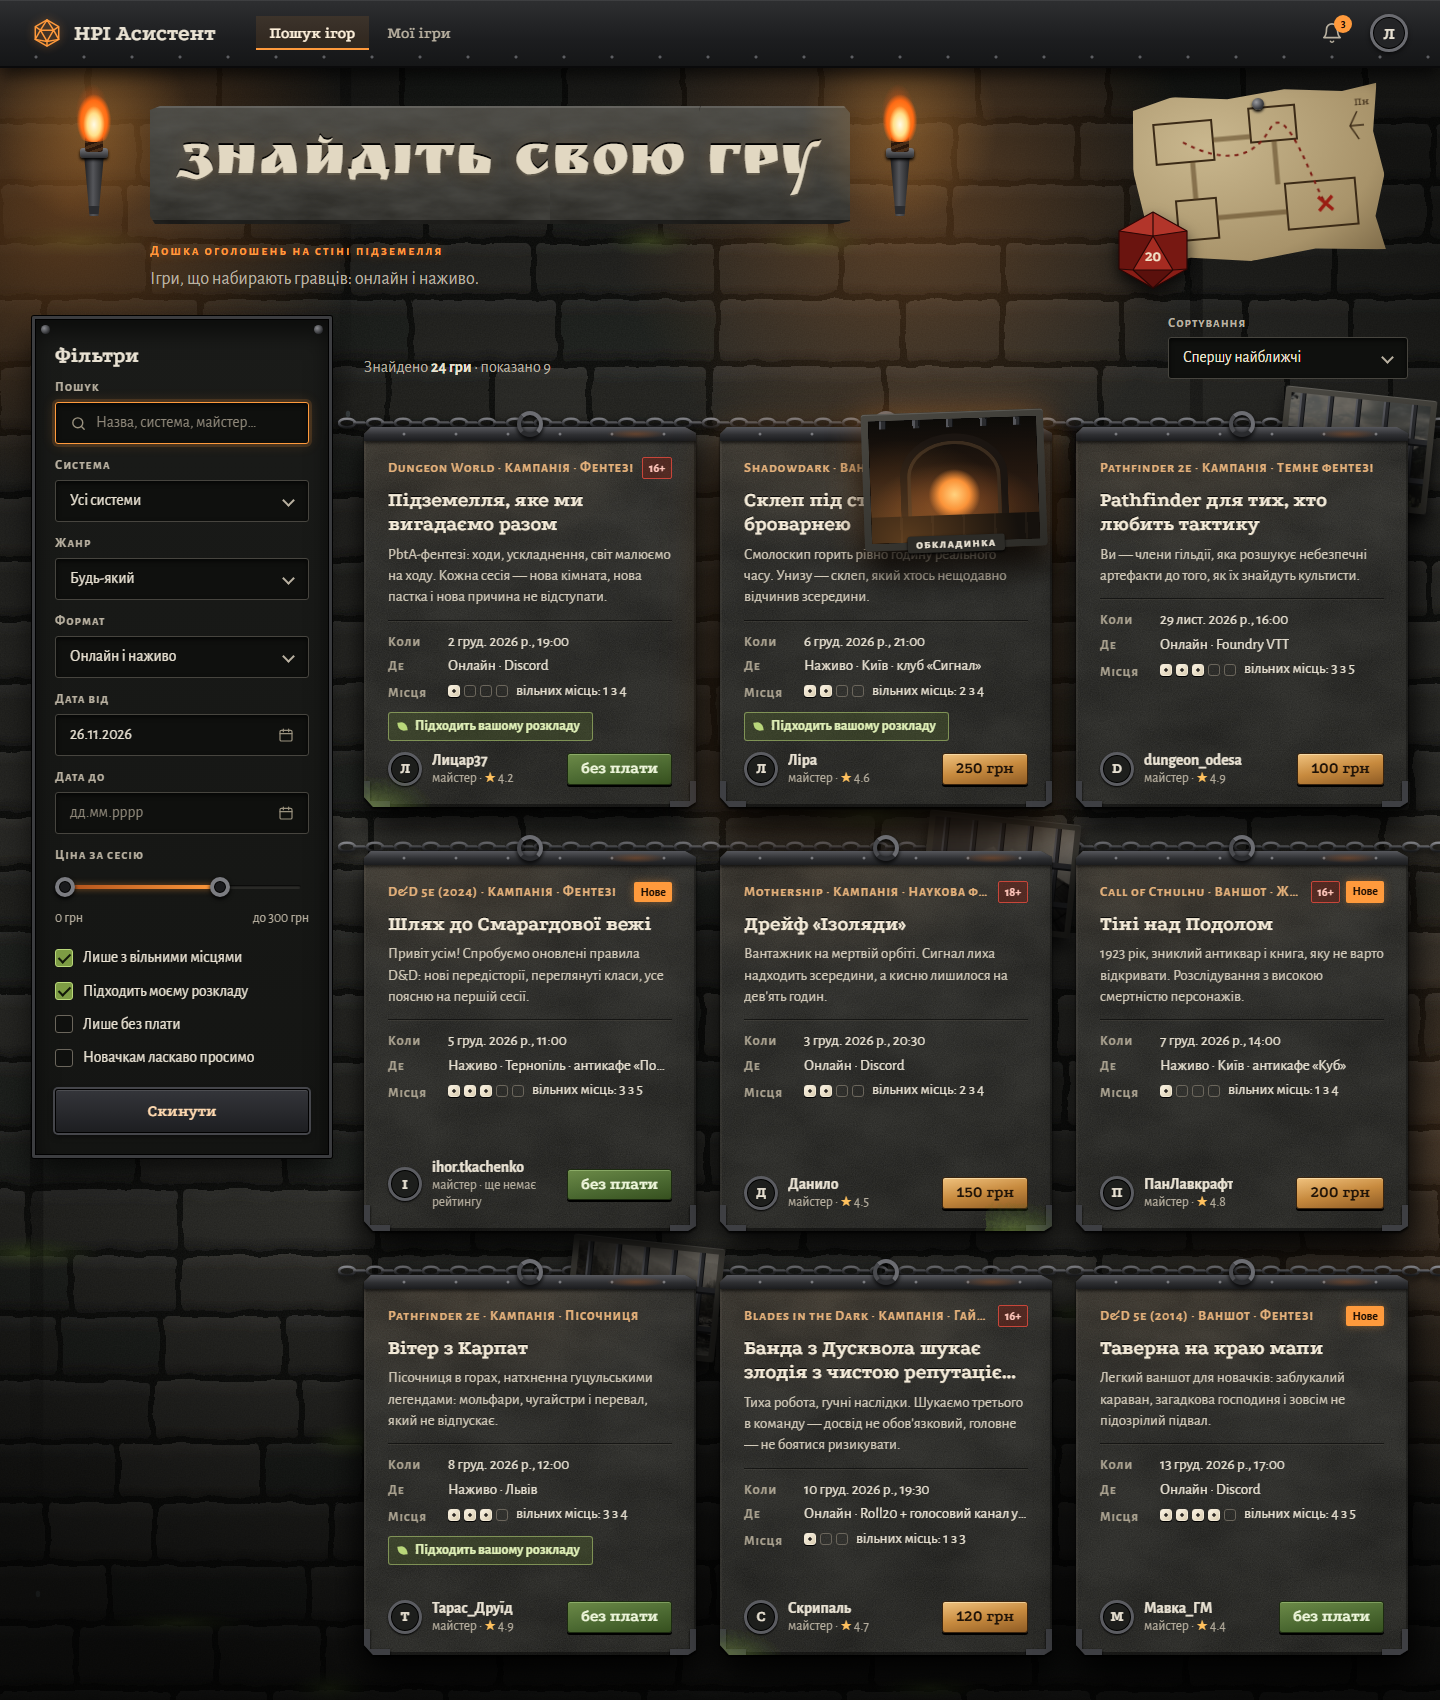 НРІ Асистент
Пошук ігор
Мої ігри
3
Л
Знайдіть свою гру
Пн
20
Дошка оголошень на стіні підземелля
Ігри, що набирають гравців: онлайн і наживо.
Фільтри
Пошук
Назва, система, майстер...
Система
Усі системи
Жанр
Будь-який
Формат
Онлайн і наживо
Дата від
26.11.2026
Дата до
дд.мм.рррр
Ціна за сесію
0 грн
до 300 грн
Лише з вільними місцями
Підходить моєму розкладу
Лише без плати
Новачкам ласкаво просимо
Скинути
Знайдено 24 гри · показано 9
Сортування
Спершу найближчі
Dungeon World · Кампанія · Фентезі
16+
Підземелля, яке ми
вигадаємо разом
PbtA-фентезі: ходи, ускладнення, світ малюємо
на ходу. Кожна сесія — нова кімната, нова
пастка і нова причина не відступати.
Коли 2 груд. 2026 р., 19:00
Де Онлайн · Discord
Місця вільних місць: 1 з 4
Підходить вашому розкладу
Л
Лицар37
майстер · ★ 4.2
без плати
Shadowdark · Ван
Склеп під ст
броварнею
Обкладинка
Смолоскип горить рівно годину реального
часу. Унизу — склеп, який хтось нещодавно
відчинив зсередини.
Коли 6 груд. 2026 р., 21:00
Де Наживо · Київ · клуб «Сигнал»
Місця вільних місць: 2 з 4
Підходить вашому розкладу
Л
Ліра
майстер · ★ 4.6
250 грн
Pathfinder 2e · Кампанія · Темне фентезі
Pathfinder для тих, хто
любить тактику
Ви — члени гільдії, яка розшукує небезпечні
артефакти до того, як їх знайдуть культисти.
Коли 29 лист. 2026 р., 16:00
Де Онлайн · Foundry VTT
Місця вільних місць: 3 з 5
D
dungeon_odesa
майстер · ★ 4.9
100 грн
D&D 5e (2024) · Кампанія · Фентезі
Нове
Шлях до Смарагдової вежі
Привіт усім! Спробуємо оновлені правила
D&D: нові передісторії, переглянуті класи, усе
поясню на першій сесії.
Коли 5 груд. 2026 р., 11:00
Де Наживо · Тернопіль · антикафе «По...
Місця вільних місць: 3 з 5
I
ihor.tkachenko
майстер · ще немає
рейтингу
без плати
Mothership · Кампанія · Наукова ф...
18+
Дрейф «Ізоляди»
Вантажник на мертвій орбіті. Сигнал лиха
надходить зсередини, а кисню лишилося на
дев'ять годин.
Коли 3 груд. 2026 р., 20:30
Де Онлайн · Discord
Місця вільних місць: 2 з 4
Д
Данило
майстер · ★ 4.5
150 грн
Call of Cthulhu · Ваншот · Ж...
16+
Нове
Тіні над Подолом
1923 рік, зниклий антиквар і книга, яку не варто
відкривати. Розслідування з високою
смертністю персонажів.
Коли 7 груд. 2026 р., 14:00
Де Наживо · Київ · антикафе «Куб»
Місця вільних місць: 1 з 4
П
ПанЛавкрафт
майстер · ★ 4.8
200 грн
Pathfinder 2e · Кампанія · Пісочниця
Вітер з Карпат
Пісочниця в горах, натхненна гуцульськими
легендами: мольфари, чугайстри і перевал,
який не відпускає.
Коли 8 груд. 2026 р., 12:00
Де Наживо · Львів
Місця вільних місць: 3 з 4
Підходить вашому розкладу
Т
Тарас_Друїд
майстер · ★ 4.9
без плати
Blades in the Dark · Кампанія · Гай...
16+
Банда з Дусквола шукає
злодія з чистою репутаціє...
Тиха робота, гучні наслідки. Шукаємо третього
в команду — досвід не обов'язковий, головне
— не боятися ризикувати.
Коли 10 груд. 2026 р., 19:30
Де Онлайн · Roll20 + голосовий канал у...
Місця вільних місць: 1 з 3
С
Скрипаль
майстер · ★ 4.7
120 грн
D&D 5e (2014) · Ваншот · Фентезі
Нове
Таверна на краю мапи
Легкий ваншот для новачків: заблукалий
караван, загадкова господиня і зовсім не
підозрілий підвал.
Коли 13 груд. 2026 р., 17:00
Де Онлайн · Discord
Місця вільних місць: 4 з 5
М
Мавка_ГМ
майстер · ★ 4.4
без плати